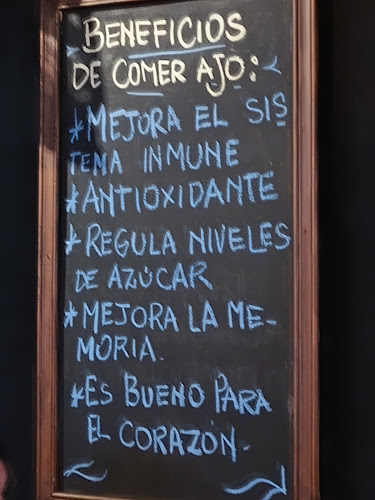 BENEFICIOS
DE COMER AJO:
*MEJORA EL SIS
TEMA INMUNE
*ANTIOXIDANTE
*REGULA NIVELES
DE AZÚCAR
*MEJORA LA ME-
MORIA.
*ES BUENO PARA
EL CORAZÓN-